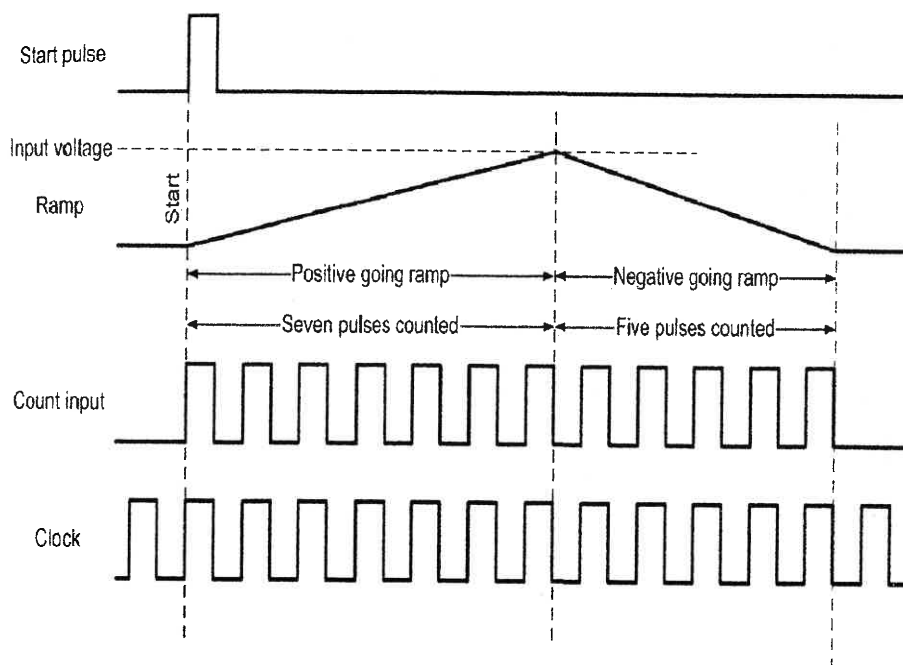 Start pulse
Input voltage
Start
Ramp
Positive going ramp
Negative going ramp
Seven pulses counted
Five pulses counted
Count input
Clock